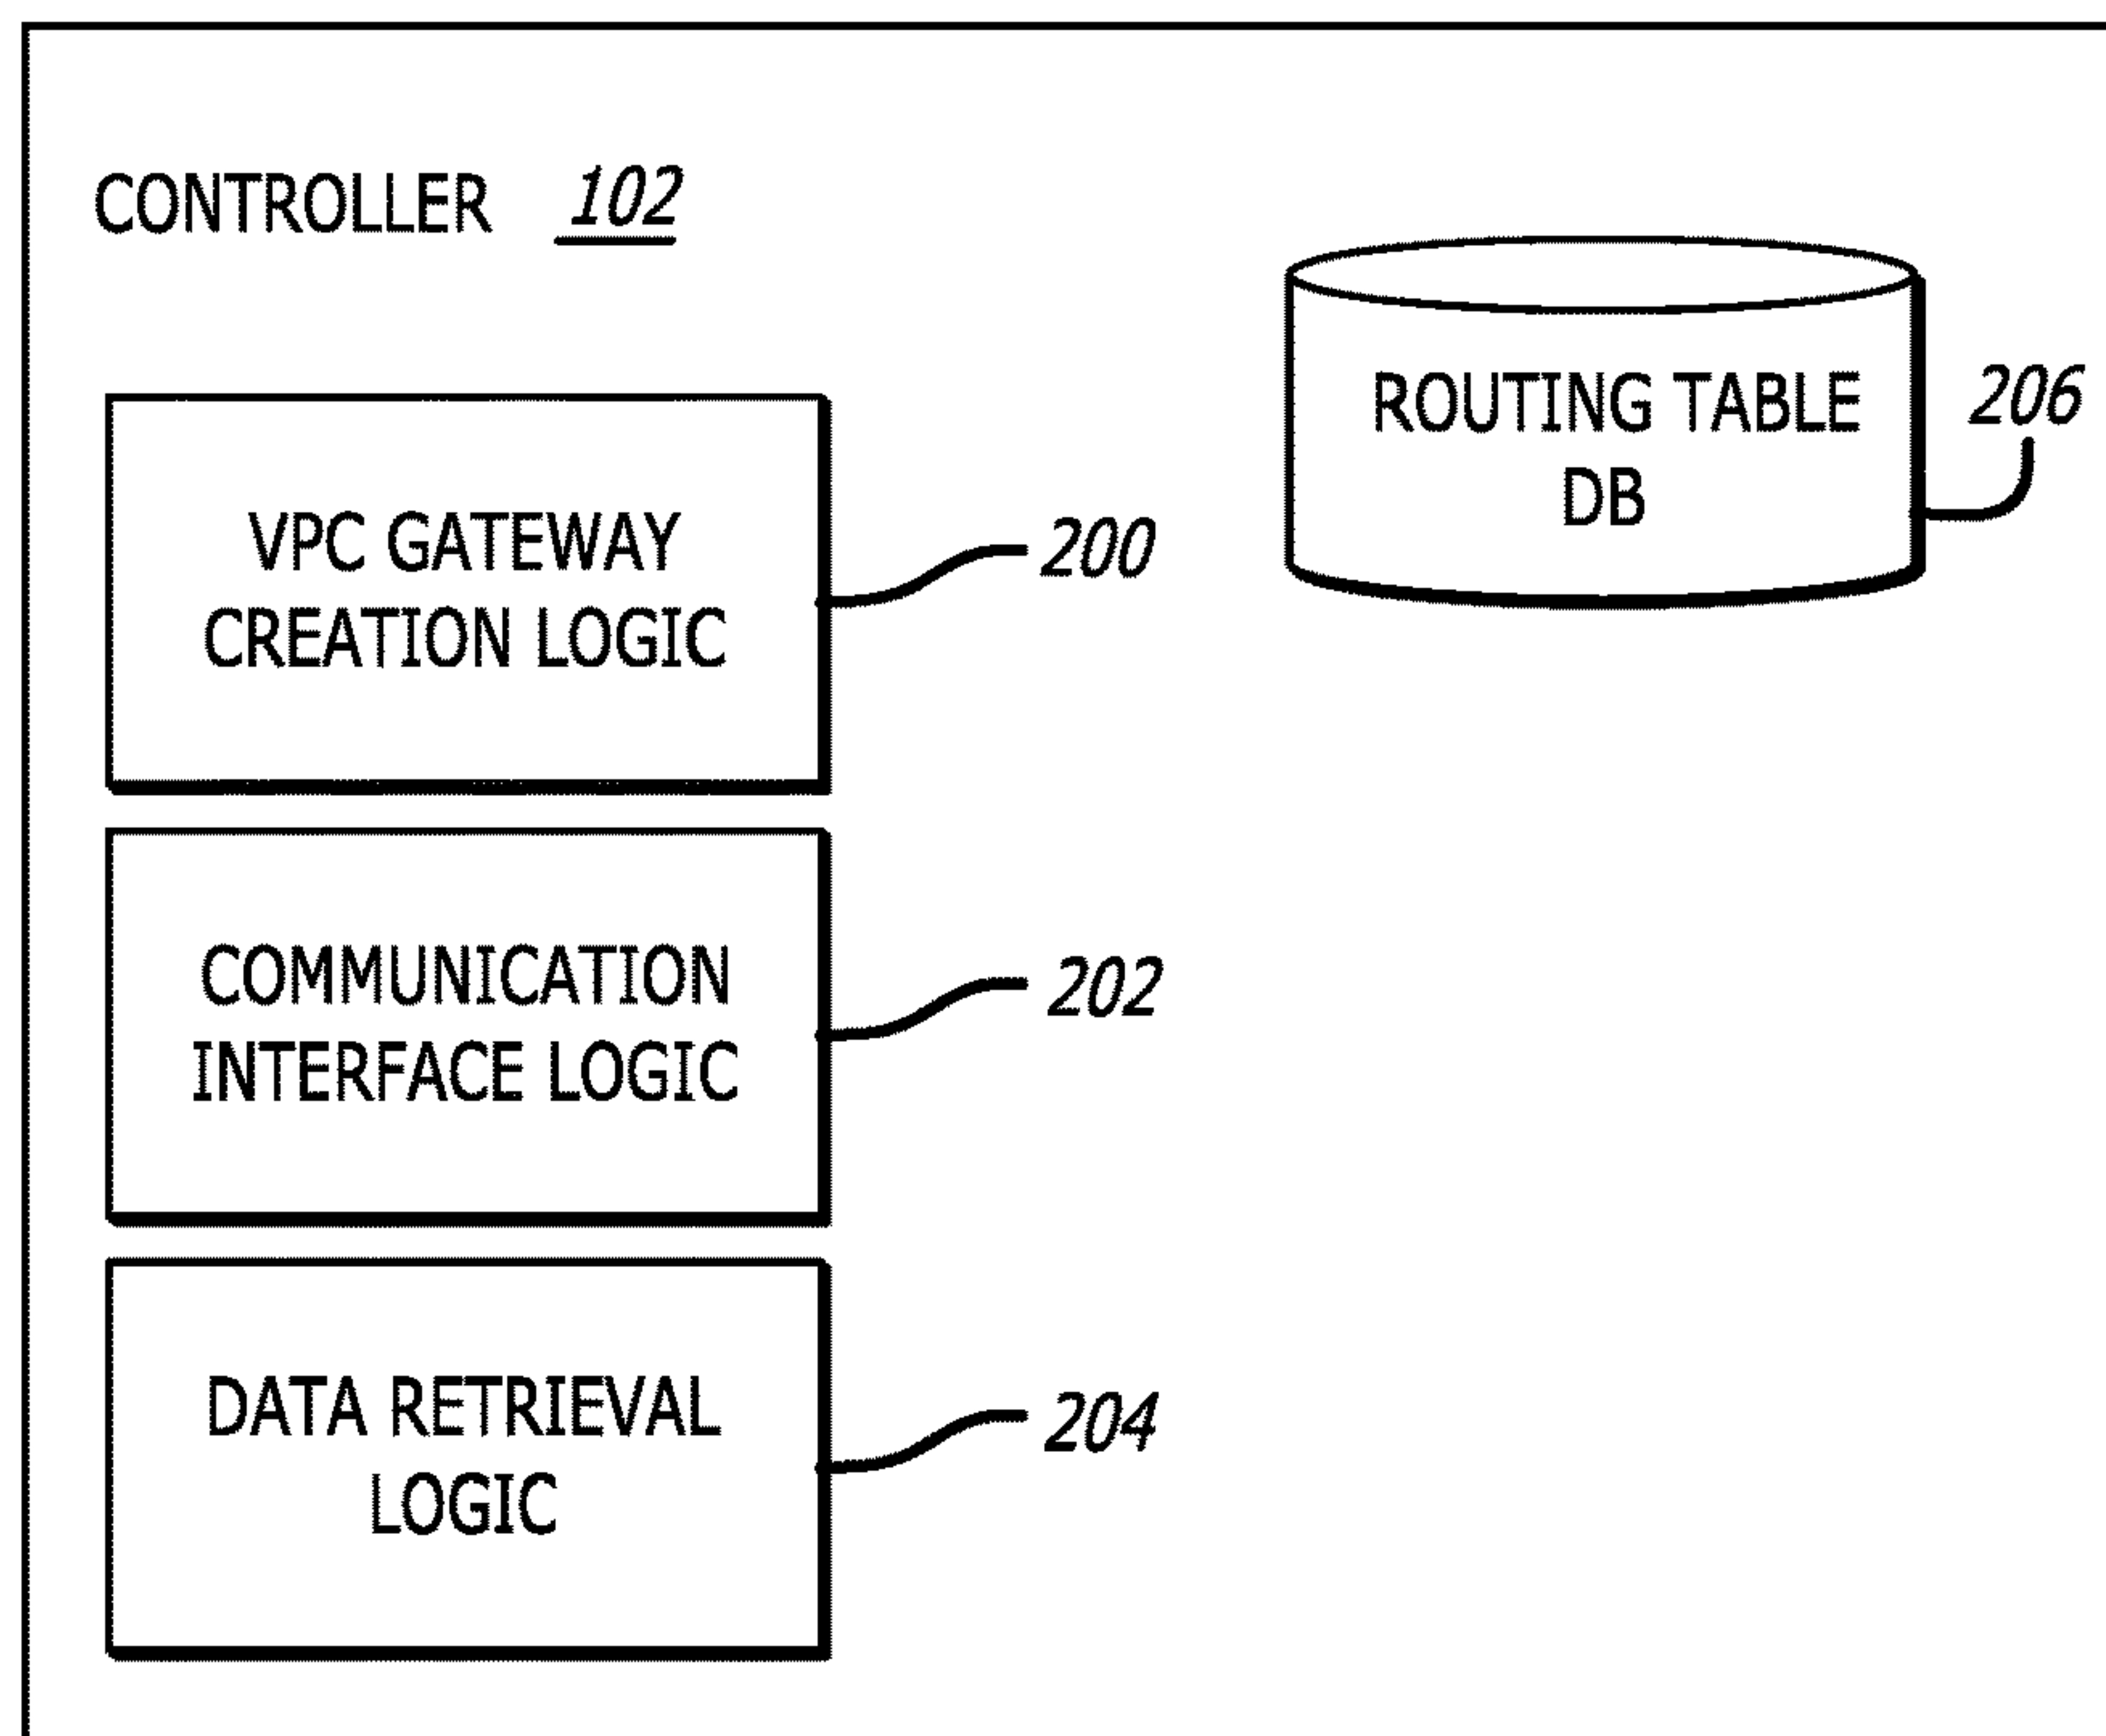 CONTROLLER 102
VPC GATEWAY
CREATION LOGIC
200
COMMUNICATION
INTERFACE LOGIC
202
DATA RETRIEVAL
LOGIC
204
ROUTING TABLE
DB
206